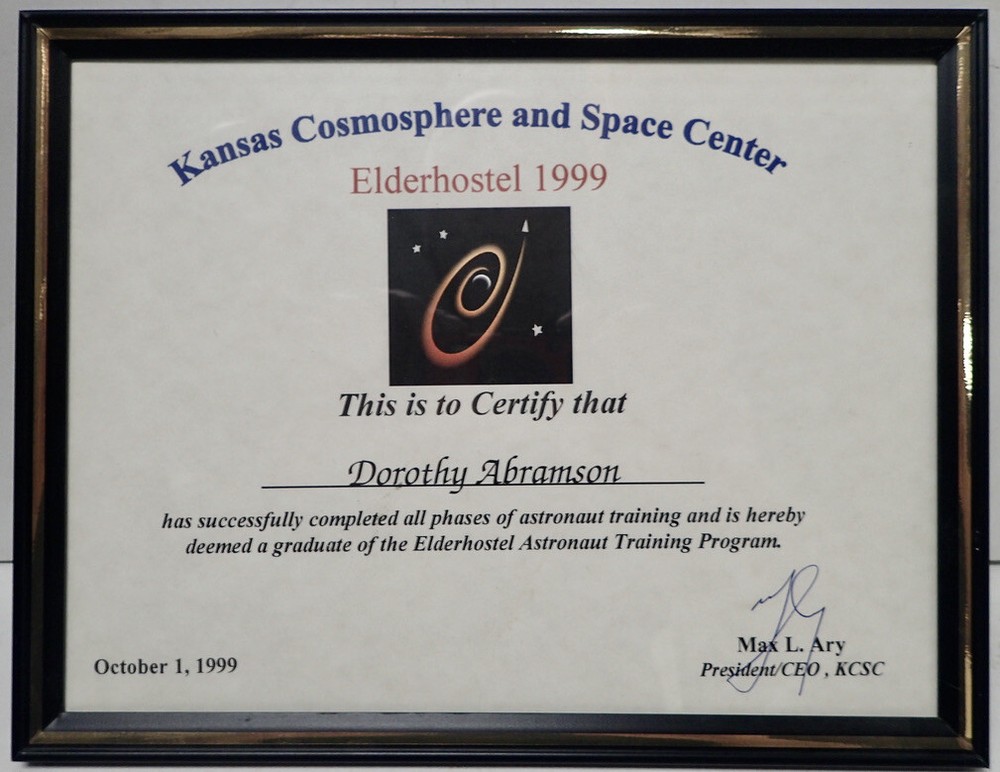 Kansas Cosmosphere and Space Center
Elderhostel 1999
This is to Certify that
Dorothy Abramson
has successfully completed all phases of astronaut training and is hereby
deemed a graduate of the Elderhostel Astronaut Training Program.
Max L. Ary
October 1, 1999
President/CEO , KCSC